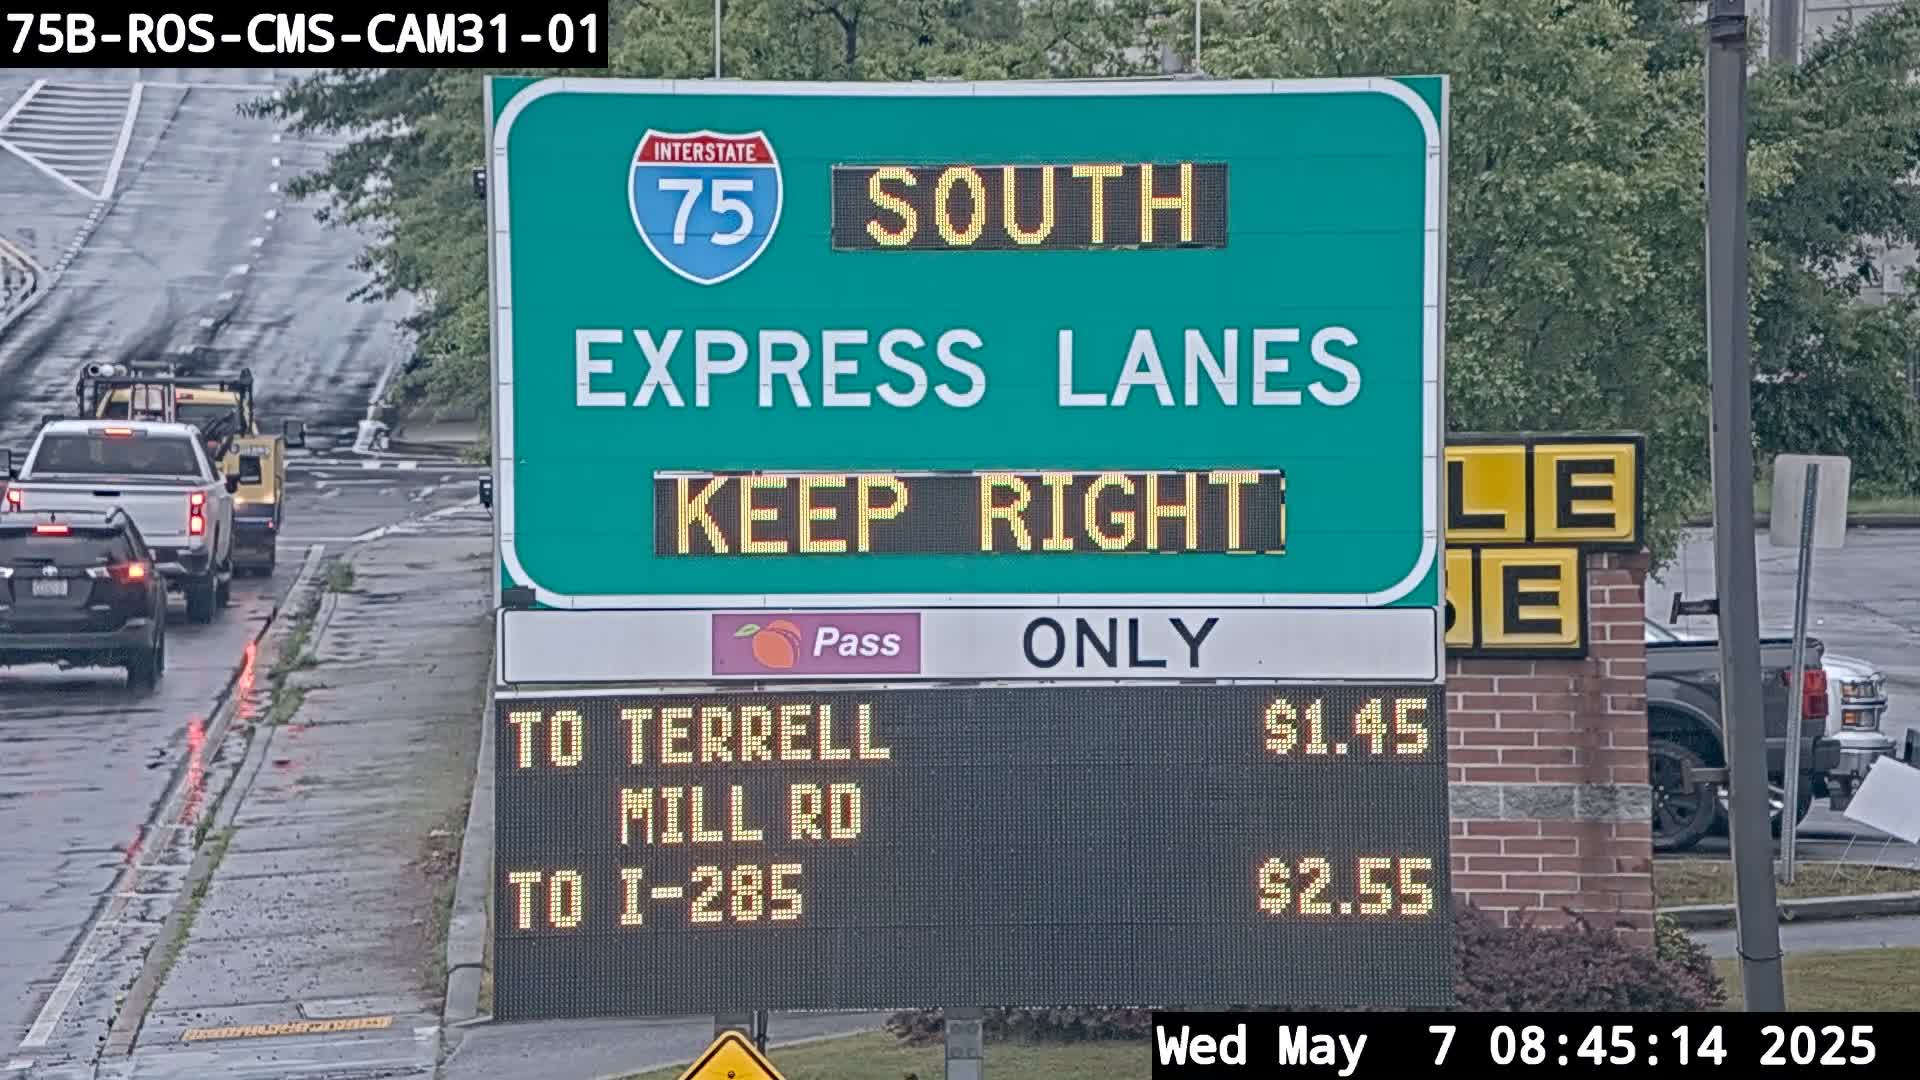 75B-ROS-CMS-CAM31-01
INTERSTATE
75
SOUTH
EXPRESS LANES
KEEP RIGHT
Pass ONLY
TO TERRELL $1.45
MILL RD
TO I-285 $2.55
LE
E
Wed May 7 08:45:14 2025